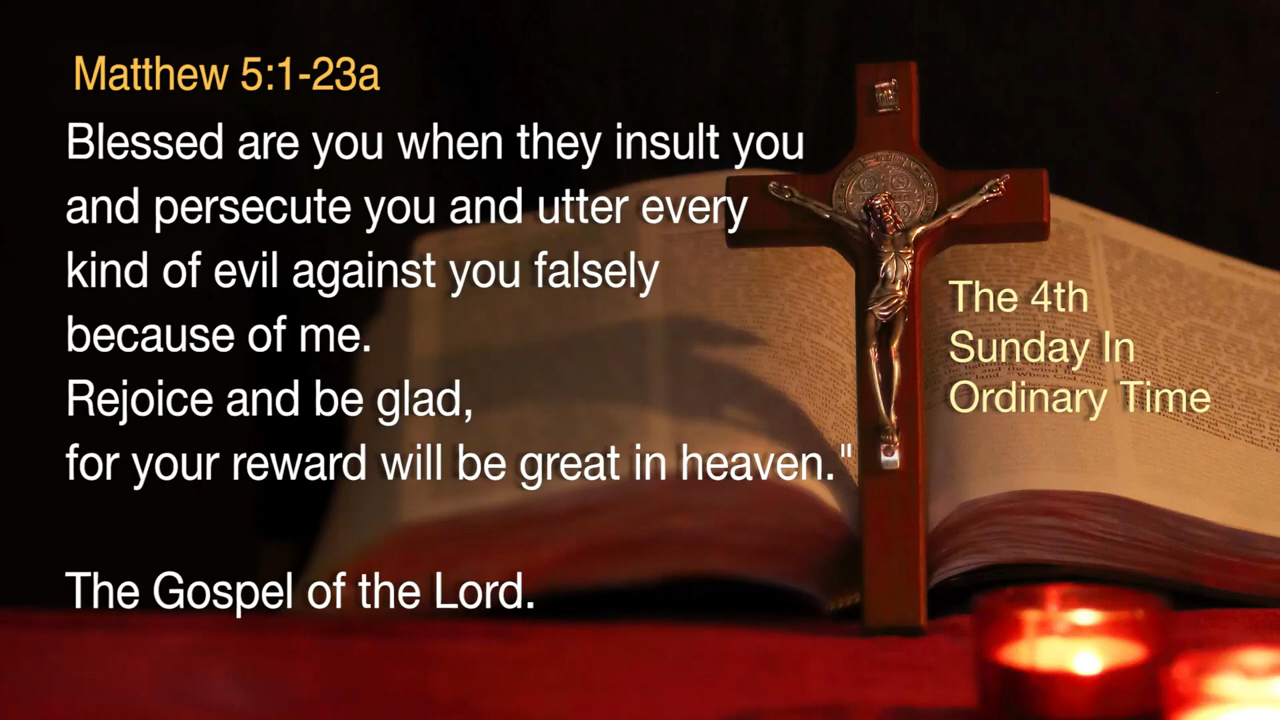 Matthew 5:1-23a
Blessed are you when they insult you
and persecute you and utter every
kind of evil against you falsely
because of me.
Rejoice and be glad,
for your reward will be great in heaven."
The Gospel of the Lord.
The 4th
Sunday In
Ordinary Time